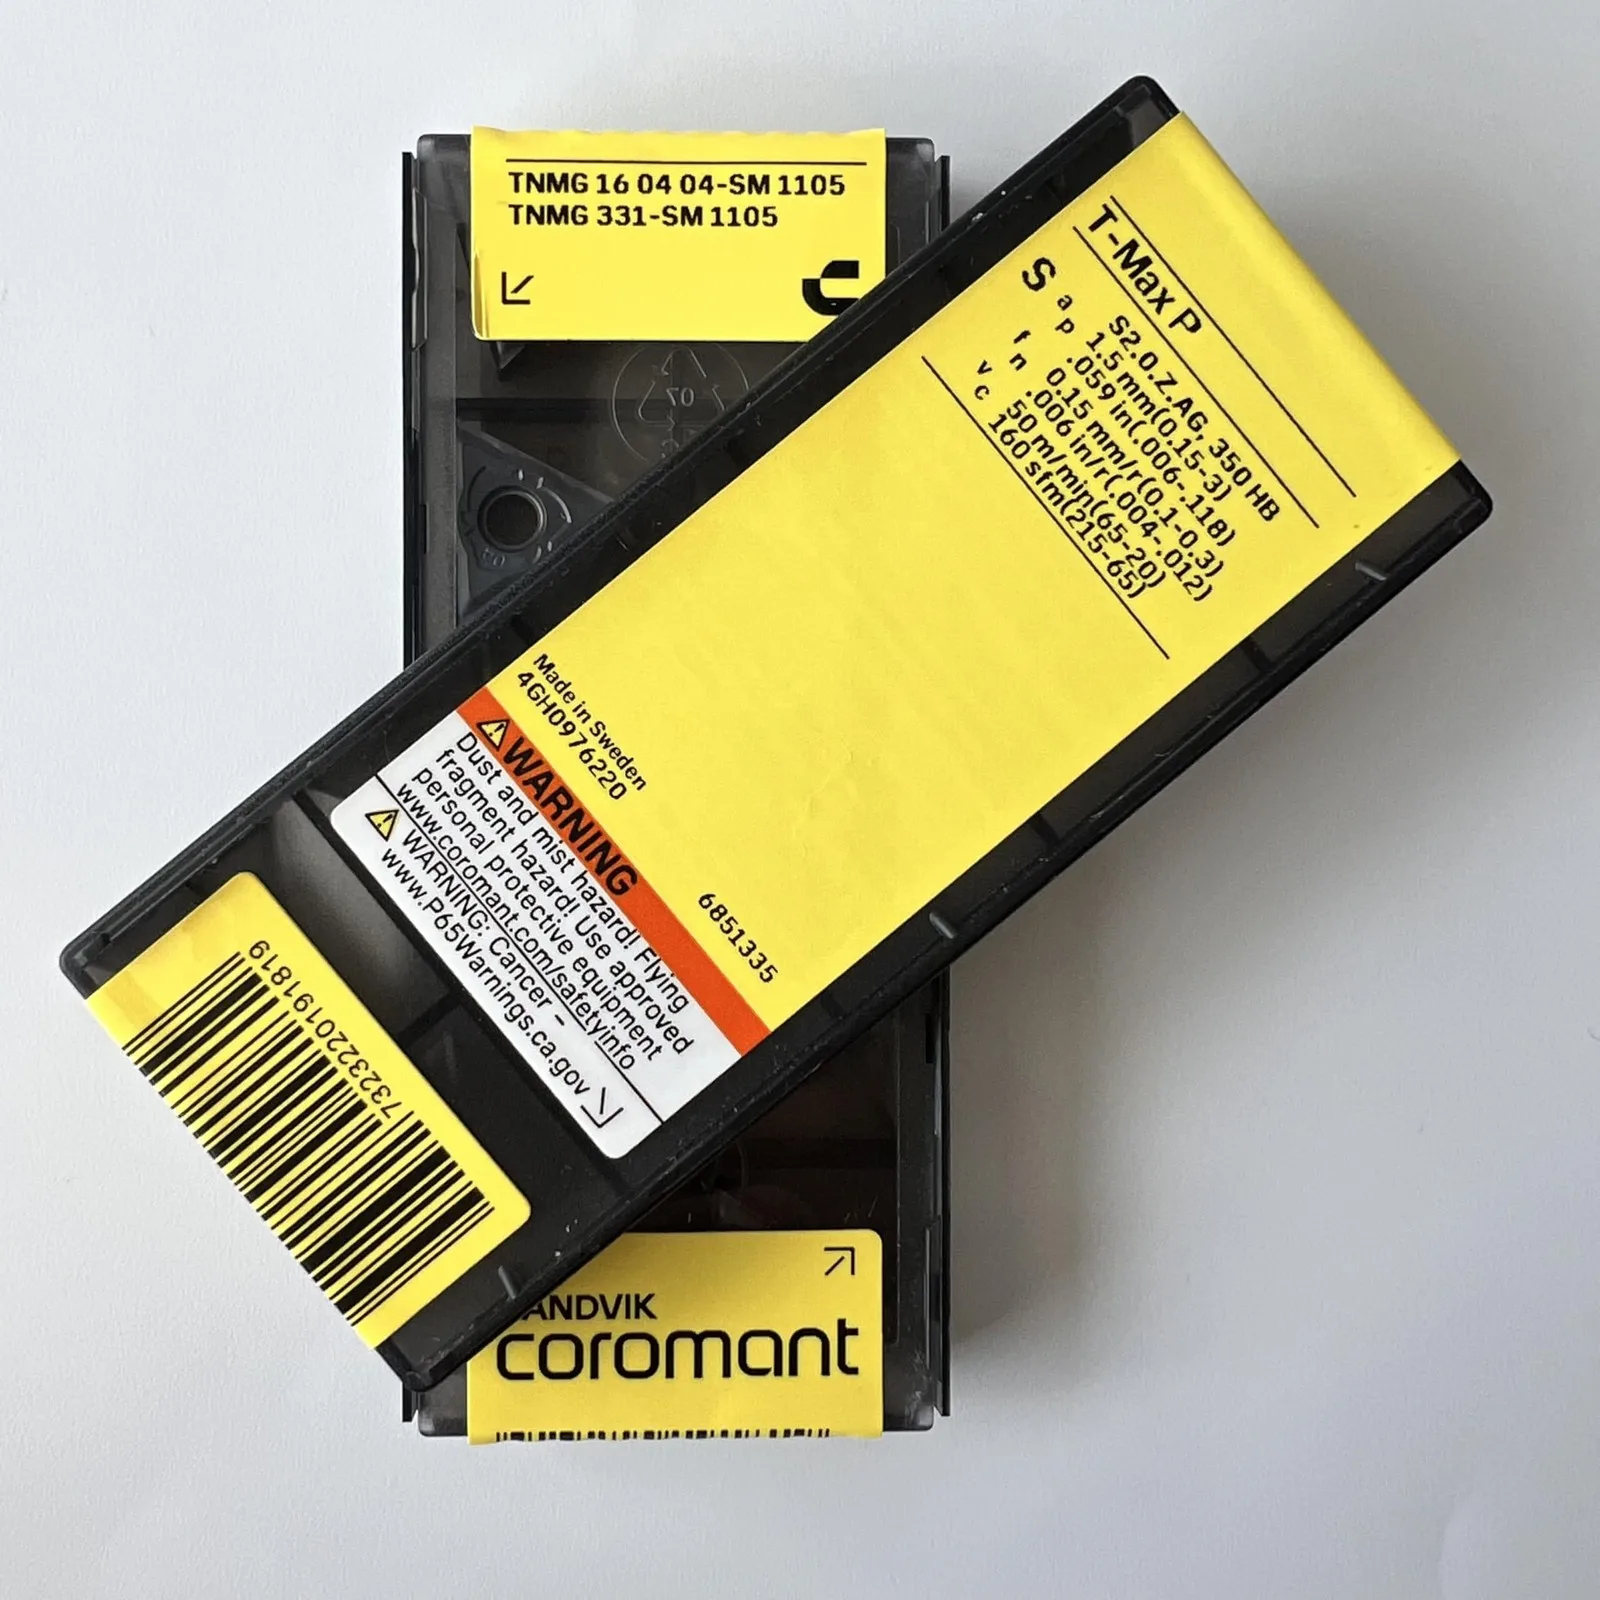 TNMG 16 04 04-SM 1105
TNMG 331-SM 1105
T-Max P
S
S2.0.Z.AG, 350 HB
ap 1.5 mm(0.15-3)
.059 in(.006-.118)
fn 0.15 mm/r(0.1-0.3)
.006 in/r(.004-.012)
vc 50 m/min(65-20)
160 sfm(215-65)
Made in Sweden
4GH0976220
6851335
WARNING
Dust and mist hazard! Flying
fragment hazard! Use approved
personal protective equipment
www.coromant.com/safetyinfo
WARNING: Cancer –
www.P65Warnings.ca.gov
7323220191819
07
ANDVIK
coromant